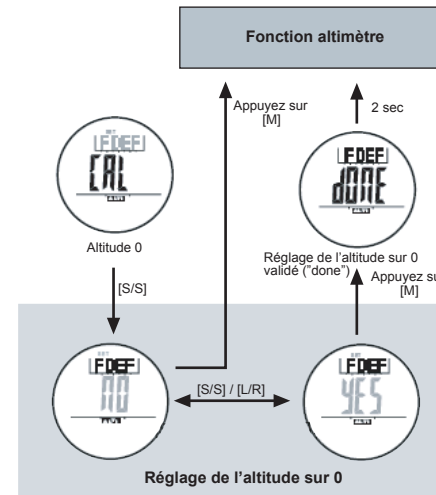 Fonction altimètre
Appuyez sur
[M]
2 sec
F.DEF
CAL
Altitude 0
F.DEF
dONE
Réglage de l'altitude sur 0
validé ("done")
Appuyez su
[M]
[S/S]
F.DEF
NO
[S/S] / [L/R]
F.DEF
YES
Réglage de l'altitude sur 0